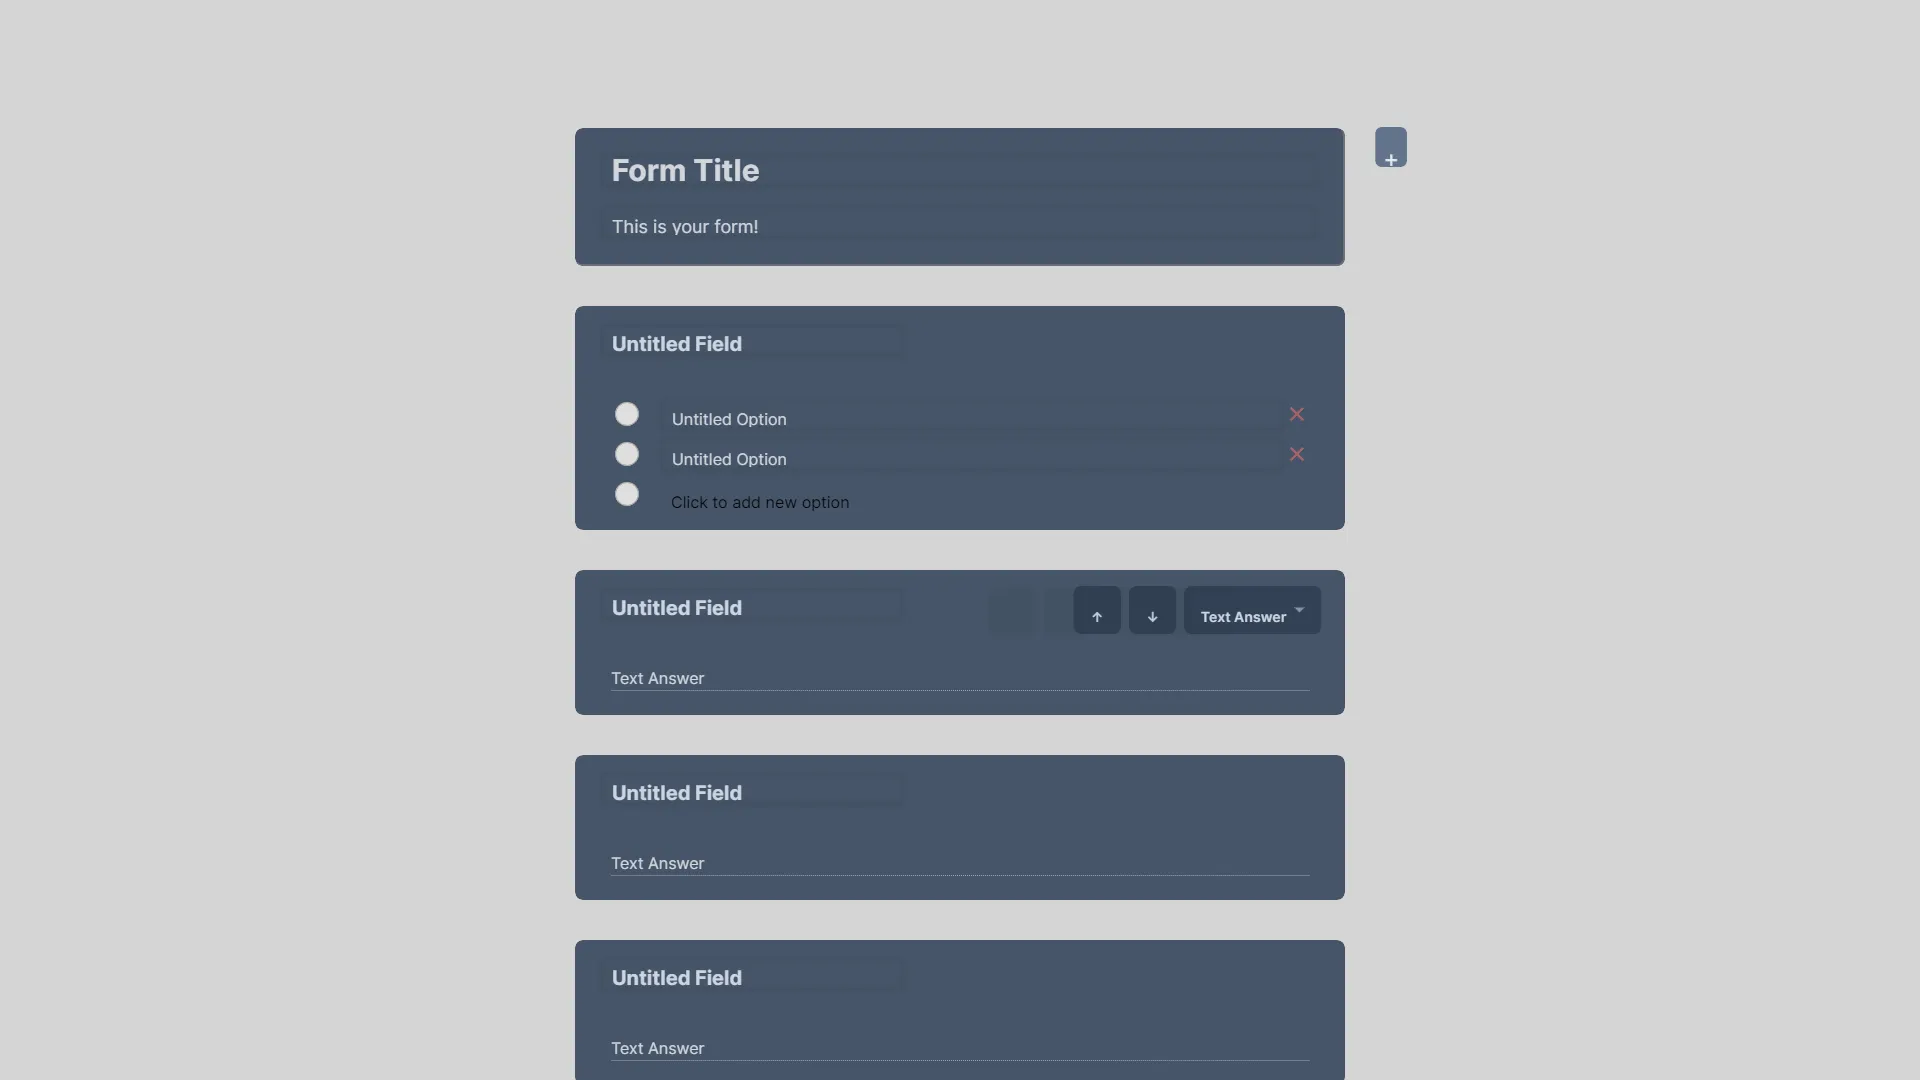 Form Title
+
This is your form!
Untitled Field
Untitled Option
Untitled Option
Click to add new option
Untitled Field
↑ ↓ Text Answer
Text Answer
Untitled Field
Text Answer
Untitled Field
Text Answer